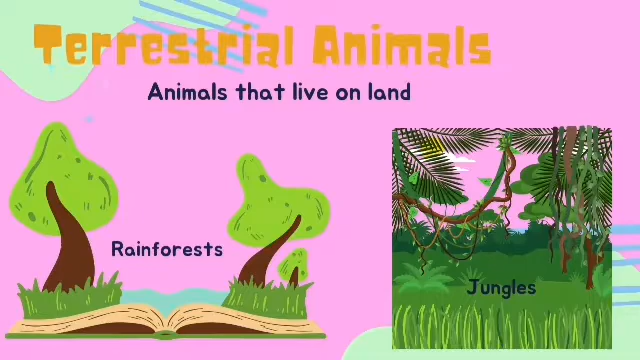 Terrestrial Animals
Animals that live on land
Rainforests
Jungles